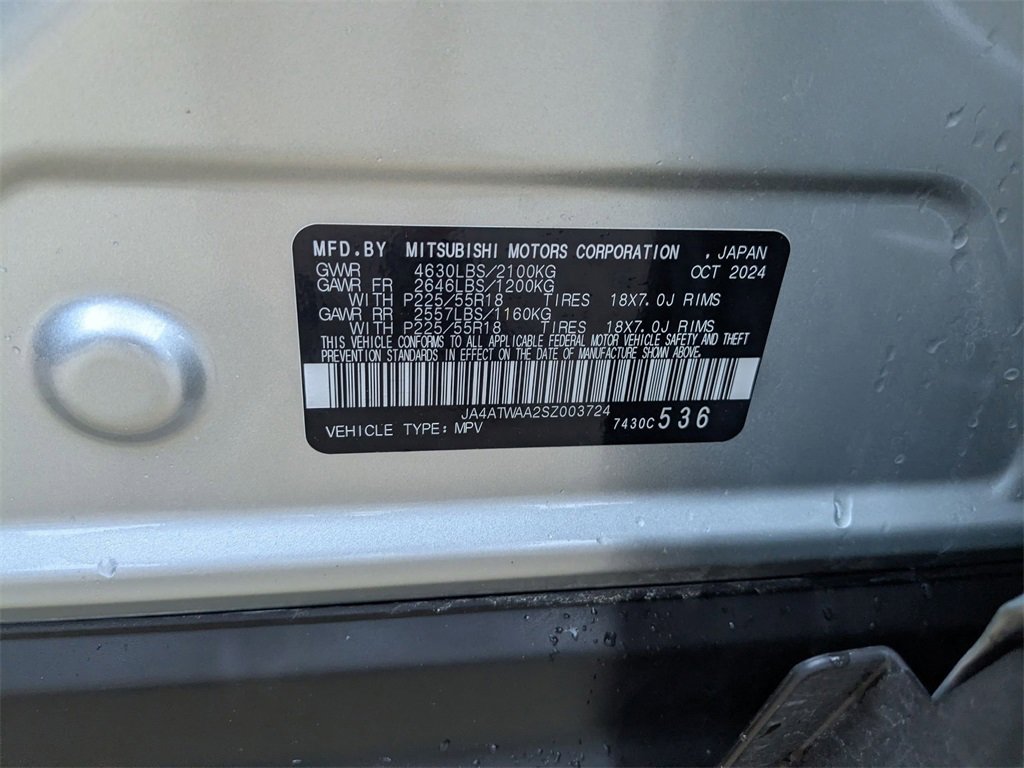 MFD.BY MITSUBISHI MOTORS CORPORATION , JAPAN
GWWR 4630LBS/2100KG OCT 2024
GAWR FR 2646LBS/1200KG
WITH P225/55R18 TIRES 18X7.0J RIMS
GAWR RR 2557LBS/1160KG
WITH P225/55R18 TIRES 18X7.0J RIMS
THIS VEHICLE CONFORMS TO ALL APPLICABLE FEDERAL MOTOR VEHICLE SAFETY AND THEFT
PREVENTION STANDARDS IN EFFECT ON THE DATE OF MANUFACTURE SHOWN ABOVE.
JA4ATWAA2SZ003724
VEHICLE TYPE: MPV 7430C 536